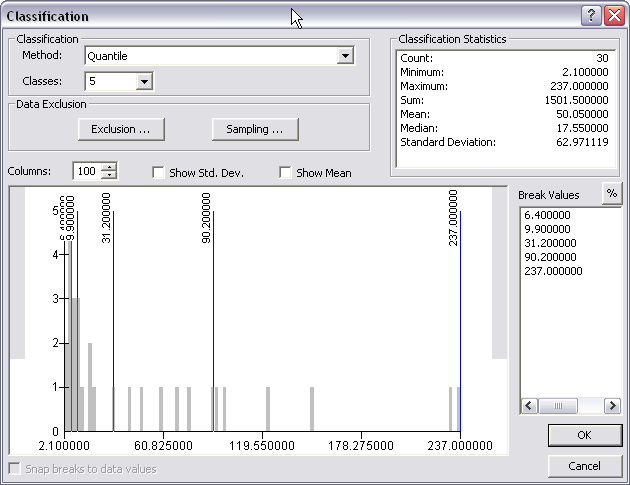 Classification
Classification
Method: Quantile
Classes: 5
Data Exclusion
Exclusion ...
Sampling ...
Classification Statistics
Count: 30
Minimum: 2.100000
Maximum: 237.000000
Sum: 1501.500000
Mean: 50.050000
Median: 17.550000
Standard Deviation: 62.971119
Columns: 100
Show Std. Dev.
Show Mean
Break Values
%
6.400000
9.900000
31.200000
90.200000
237.000000
9.900000
31.200000
90.200000
237.000000
5
4
3
2
1
0
2.100000
60.825000
119.550000
178.275000
237.000000
Snap breaks to data values
OK
Cancel